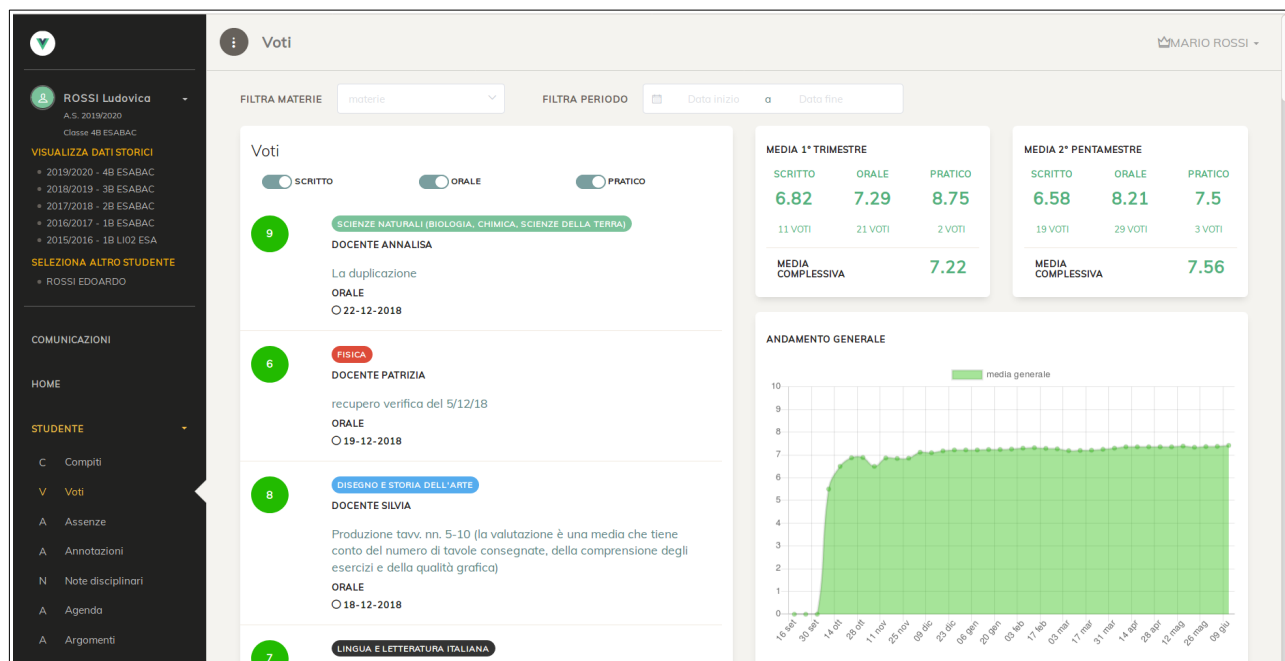 Voti
MARIO ROSSI
ROSSI Ludovica
A.S. 2019/2020
Classe 4B ESABAC
VISUALIZZA DATI STORICI
2019/2020 - 4B ESABAC
2018/2019 - 3B ESABAC
2017/2018 - 2B ESABAC
2016/2017 - 1B ESABAC
2015/2016 - 1B LI02 ESA
SELEZIONA ALTRO STUDENTE
ROSSI EDOARDO
COMUNICAZIONI
HOME
STUDENTE
C Compiti
V Voti
A Assenze
A Annotazioni
N Note disciplinari
A Agenda
A Argomenti
FILTRA MATERIE materie
FILTRA PERIODO Data inizio a Data fine
Voti
SCRITTO ORALE PRATICO
9
SCIENZE NATURALI (BIOLOGIA, CHIMICA, SCIENZE DELLA TERRA)
DOCENTE ANNALISA
La duplicazione
ORALE
22-12-2018
6
FISICA
DOCENTE PATRIZIA
recupero verifica del 5/12/18
ORALE
19-12-2018
8
DISEGNO E STORIA DELL'ARTE
DOCENTE SILVIA
Produzione tavv. nn. 5-10 (la valutazione è una media che tiene
conto del numero di tavole consegnate, della comprensione degli
esercizi e della qualità grafica)
ORALE
18-12-2018
7
LINGUA E LETTERATURA ITALIANA
MEDIA 1° TRIMESTRE
SCRITTO ORALE PRATICO
6.82 7.29 8.75
11 VOTI 21 VOTI 2 VOTI
MEDIA
COMPLESSIVA
7.22
MEDIA 2° PENTAMESTRE
SCRITTO ORALE PRATICO
6.58 8.21 7.5
19 VOTI 29 VOTI 3 VOTI
MEDIA
COMPLESSIVA
7.56
ANDAMENTO GENERALE
media generale
10
9
8
7
6
5
4
3
2
1
0
16 set 30 set 14 ott 28 ott 11 nov 25 nov 09 dic 23 dic 06 gen 20 gen 03 feb 17 feb 03 mar 17 mar 31 mar 14 apr 28 apr 12 mag 26 mag 09 giu